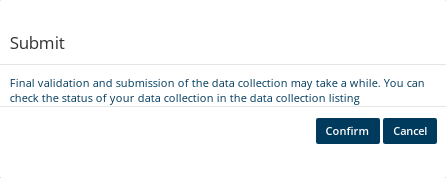 Submit
Final validation and submission of the data collection may take a while. You can
check the status of your data collection in the data collection listing
Confirm Cancel